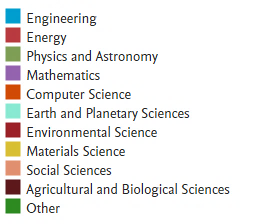 Engineering
Energy
Physics and Astronomy
Mathematics
Computer Science
Earth and Planetary Sciences
Environmental Science
Materials Science
Social Sciences
Agricultural and Biological Sciences
Other